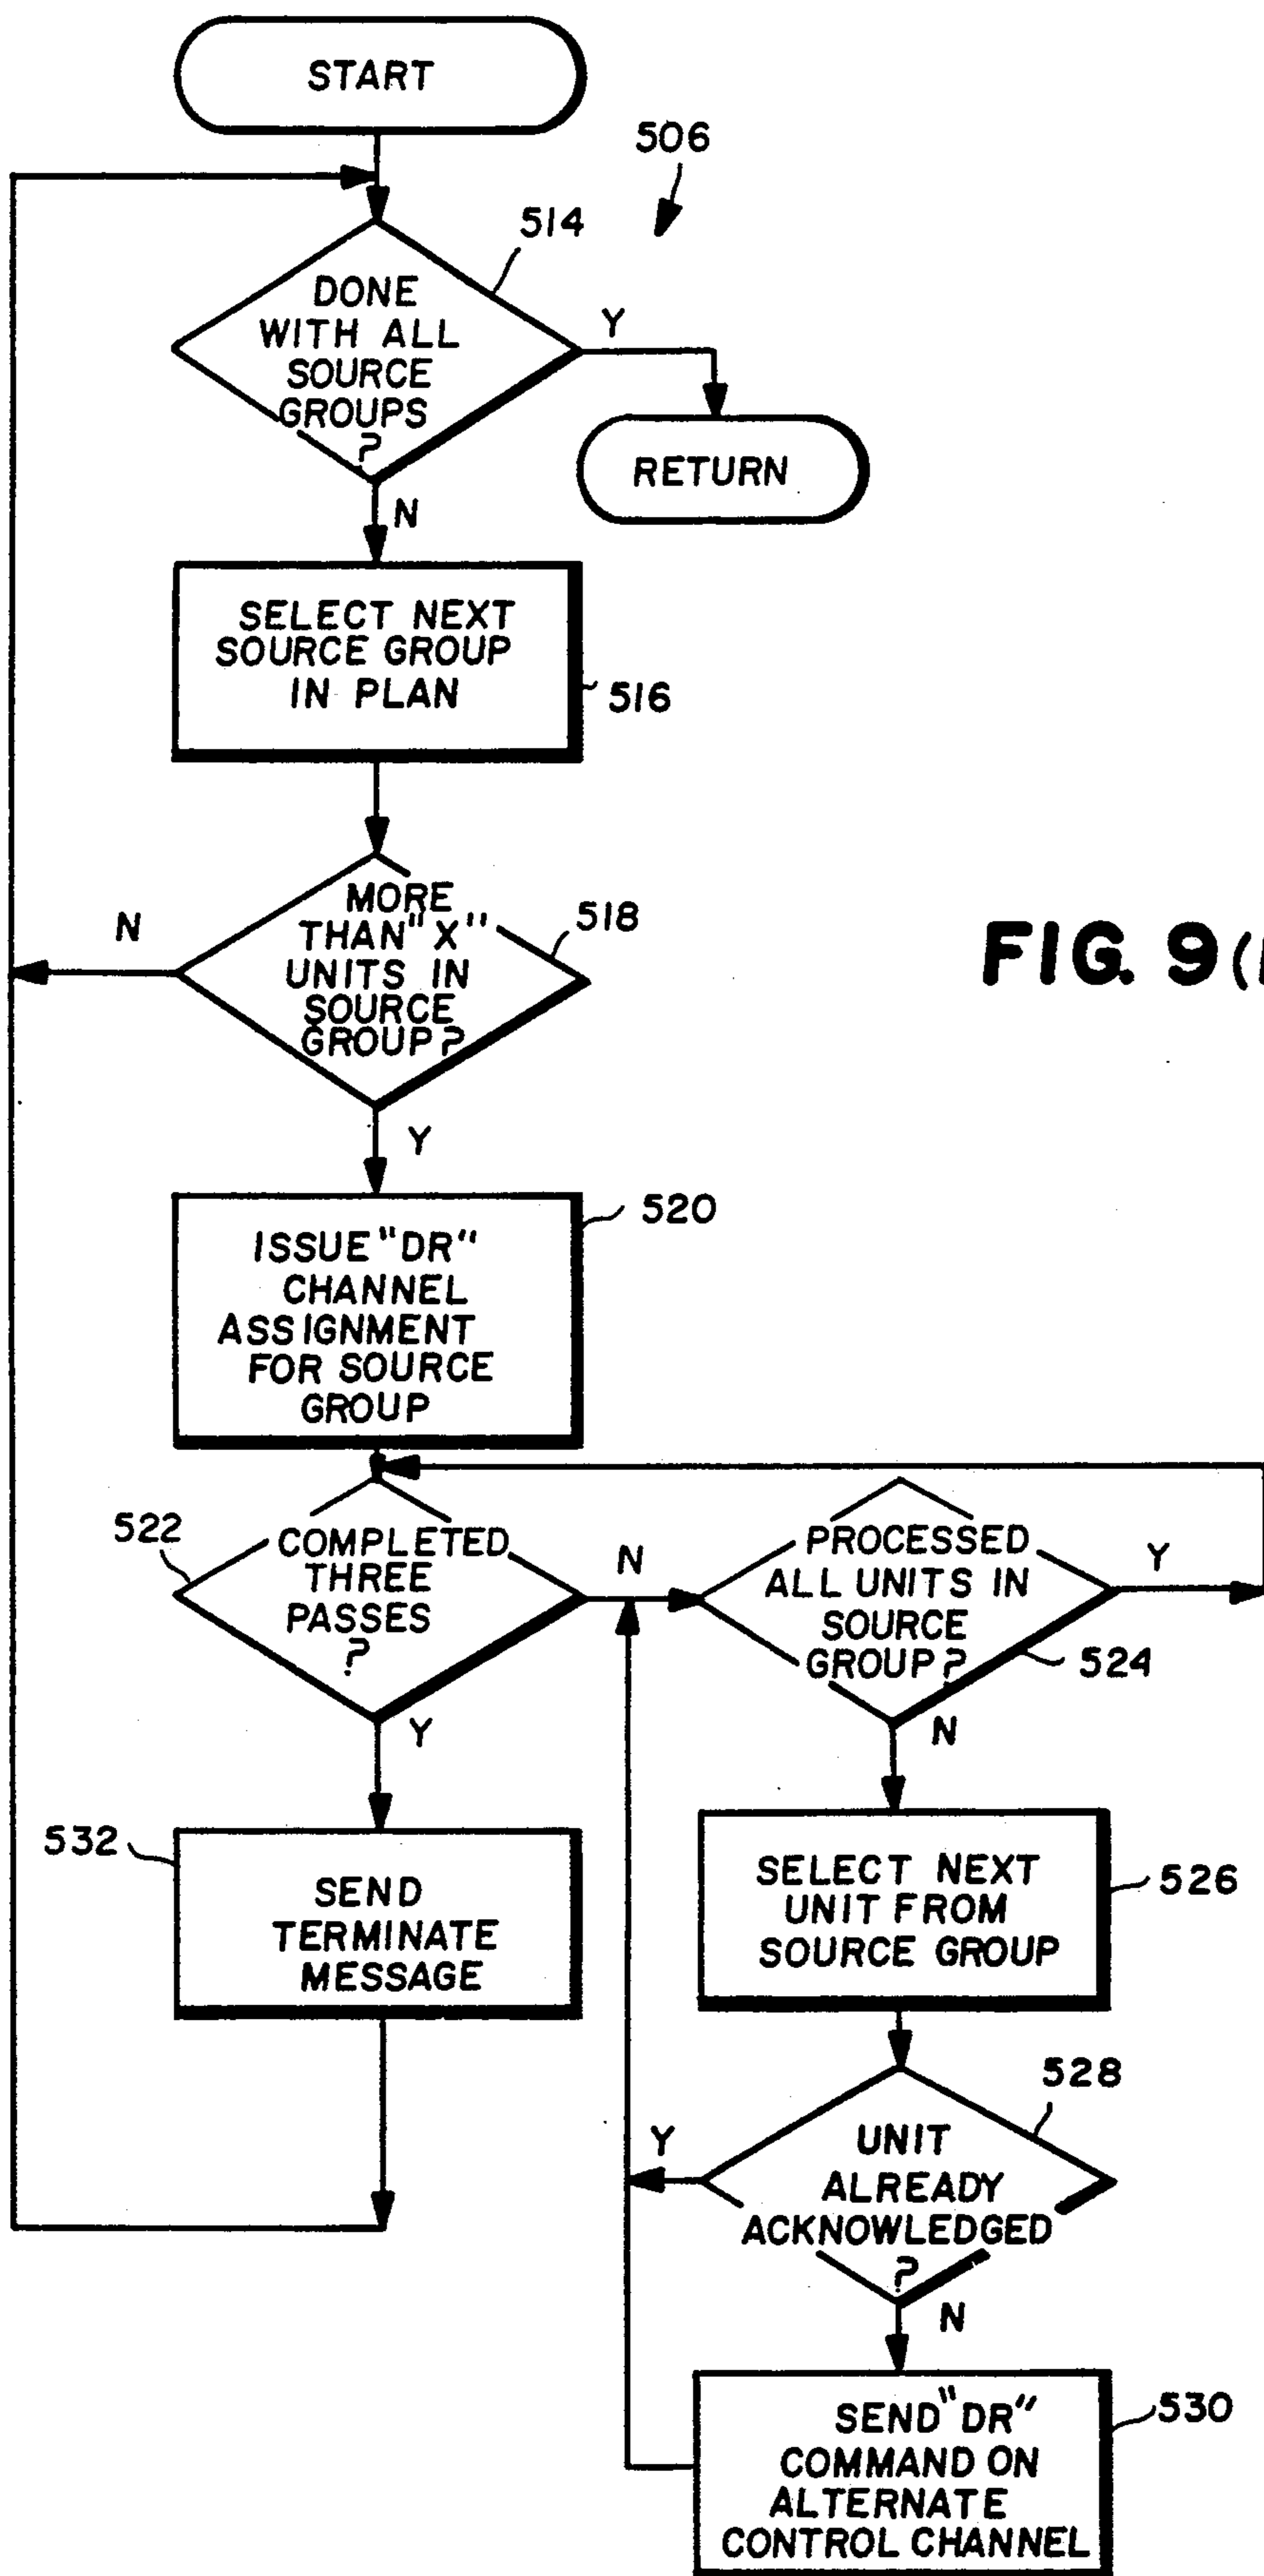 START
506
514
DONE
WITH ALL
SOURCE
GROUPS
?
Y
RETURN
N
SELECT NEXT
SOURCE GROUP
IN PLAN
516
MORE
THAN "X"
UNITS IN
SOURCE
GROUP?
518
N
FIG. 9(
Y
520
ISSUE "DR"
CHANNEL
ASSIGNMENT
FOR SOURCE
GROUP
522
COMPLETED
THREE
PASSES
?
N
PROCESSED
ALL UNITS IN
SOURCE
GROUP?
Y
524
Y
N
532
SEND
TERMINATE
MESSAGE
SELECT NEXT
UNIT FROM
SOURCE GROUP
526
528
Y
UNIT
ALREADY
ACKNOWLEDGED
?
N
SEND "DR"
COMMAND ON
ALTERNATE
CONTROL CHANNEL
530